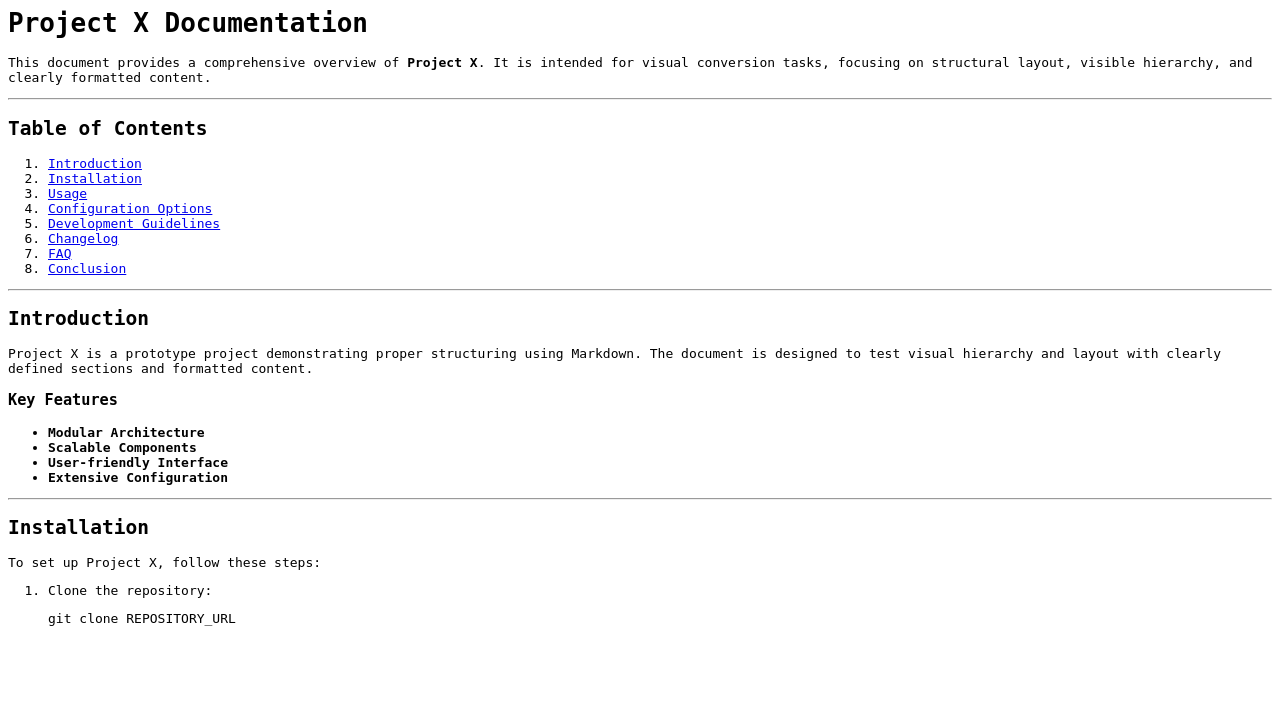 Project X Documentation
This document provides a comprehensive overview of Project X. It is intended for visual conversion tasks, focusing on structural layout, visible hierarchy, and
clearly formatted content.
Table of Contents
1. Introduction
2. Installation
3. Usage
4. Configuration Options
5. Development Guidelines
6. Changelog
7. FAQ
8. Conclusion
Introduction
Project X is a prototype project demonstrating proper structuring using Markdown. The document is designed to test visual hierarchy and layout with clearly
defined sections and formatted content.
Key Features
• Modular Architecture
• Scalable Components
• User-friendly Interface
• Extensive Configuration
Installation
To set up Project X, follow these steps:
1. Clone the repository:
git clone REPOSITORY_URL